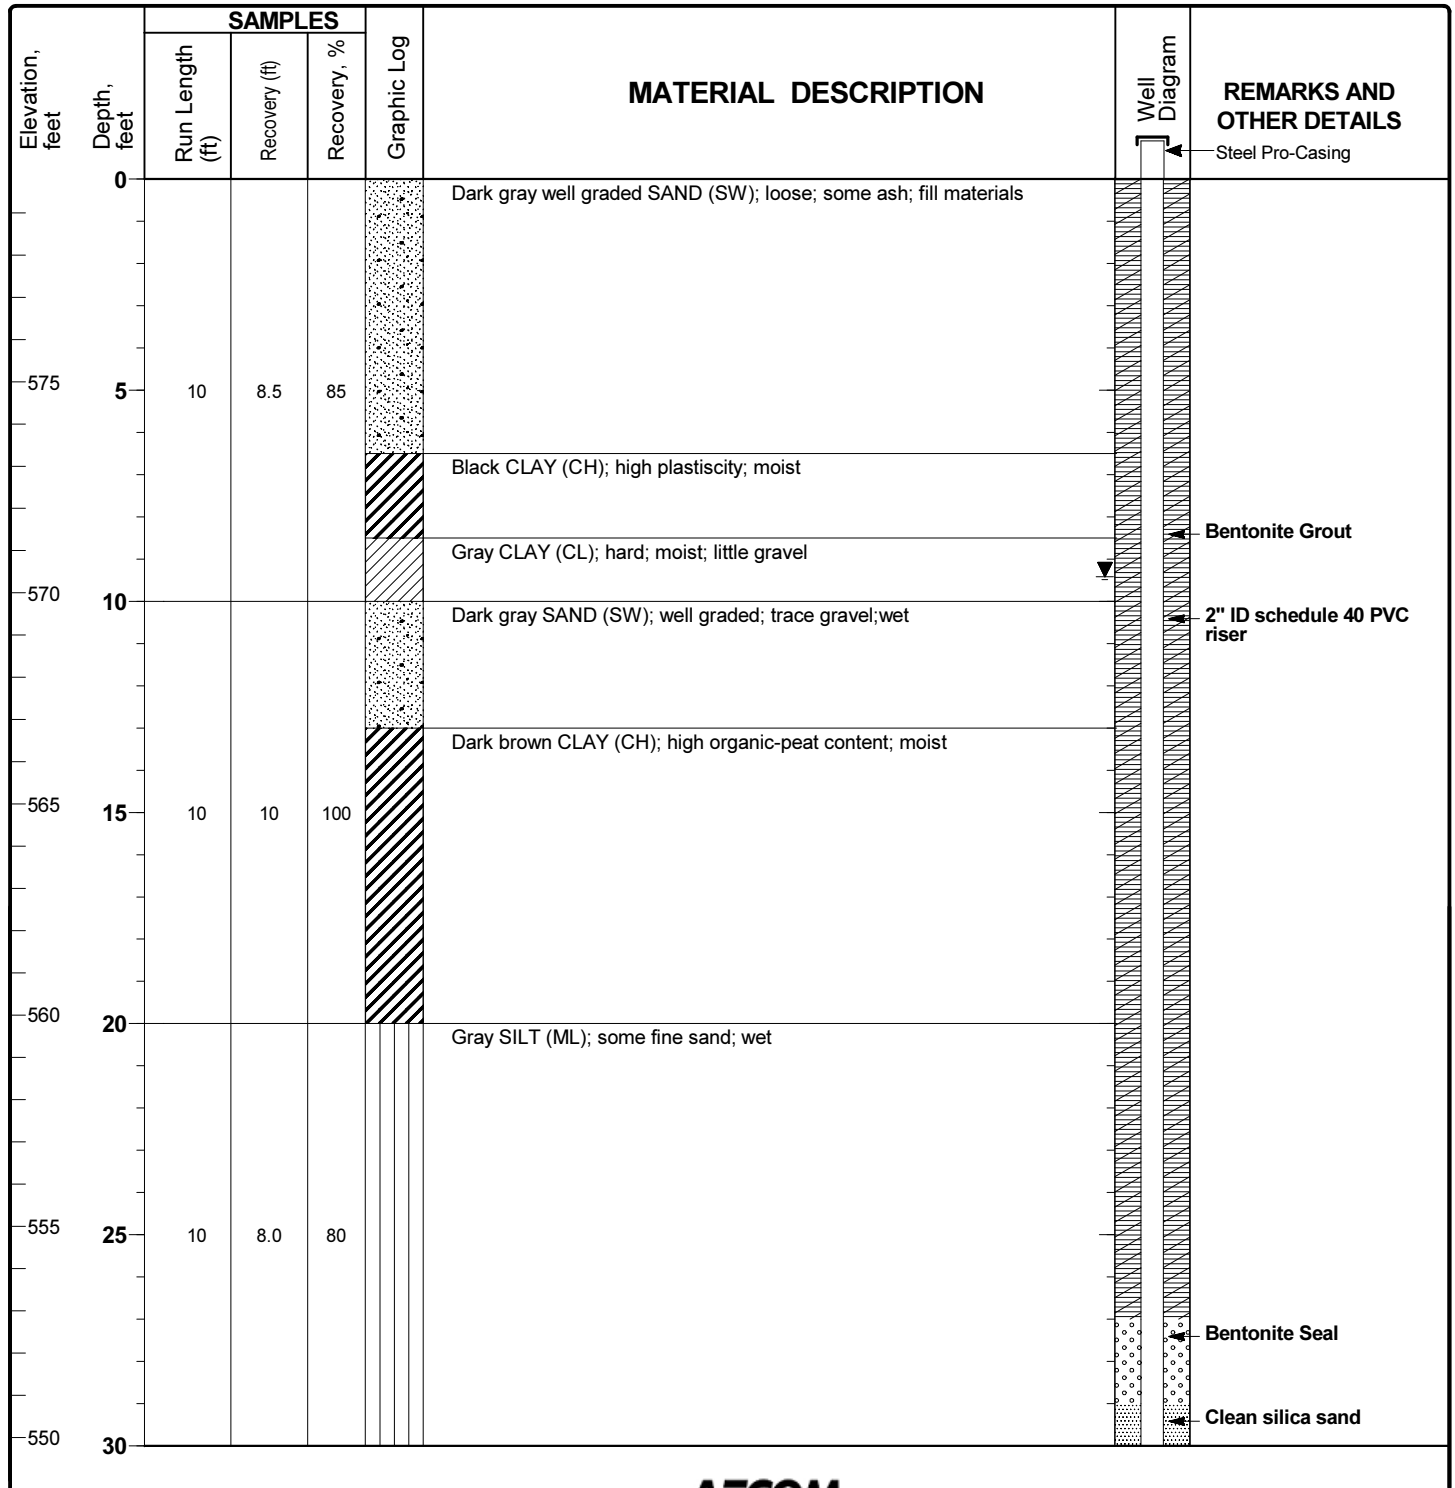 SAMPLES
Elevation,
feet
Depth,
feet
Run Length
(ft)
Recovery (ft)
Recovery, %
Graphic Log
MATERIAL DESCRIPTION
Well
Diagram
REMARKS AND
OTHER DETAILS
Steel Pro-Casing
0
Dark gray well graded SAND (SW); loose; some ash; fill materials
575
5
10
8.5
85
Black CLAY (CH); high plastiscity; moist
Bentonite Grout
Gray CLAY (CL); hard; moist; little gravel
570
10
Dark gray SAND (SW); well graded; trace gravel;wet
2" ID schedule 40 PVC
riser
Dark brown CLAY (CH); high organic-peat content; moist
565
15
10
10
100
560
20
Gray SILT (ML); some fine sand; wet
555
25
10
8.0
80
Bentonite Seal
Clean silica sand
550
30
AECOM